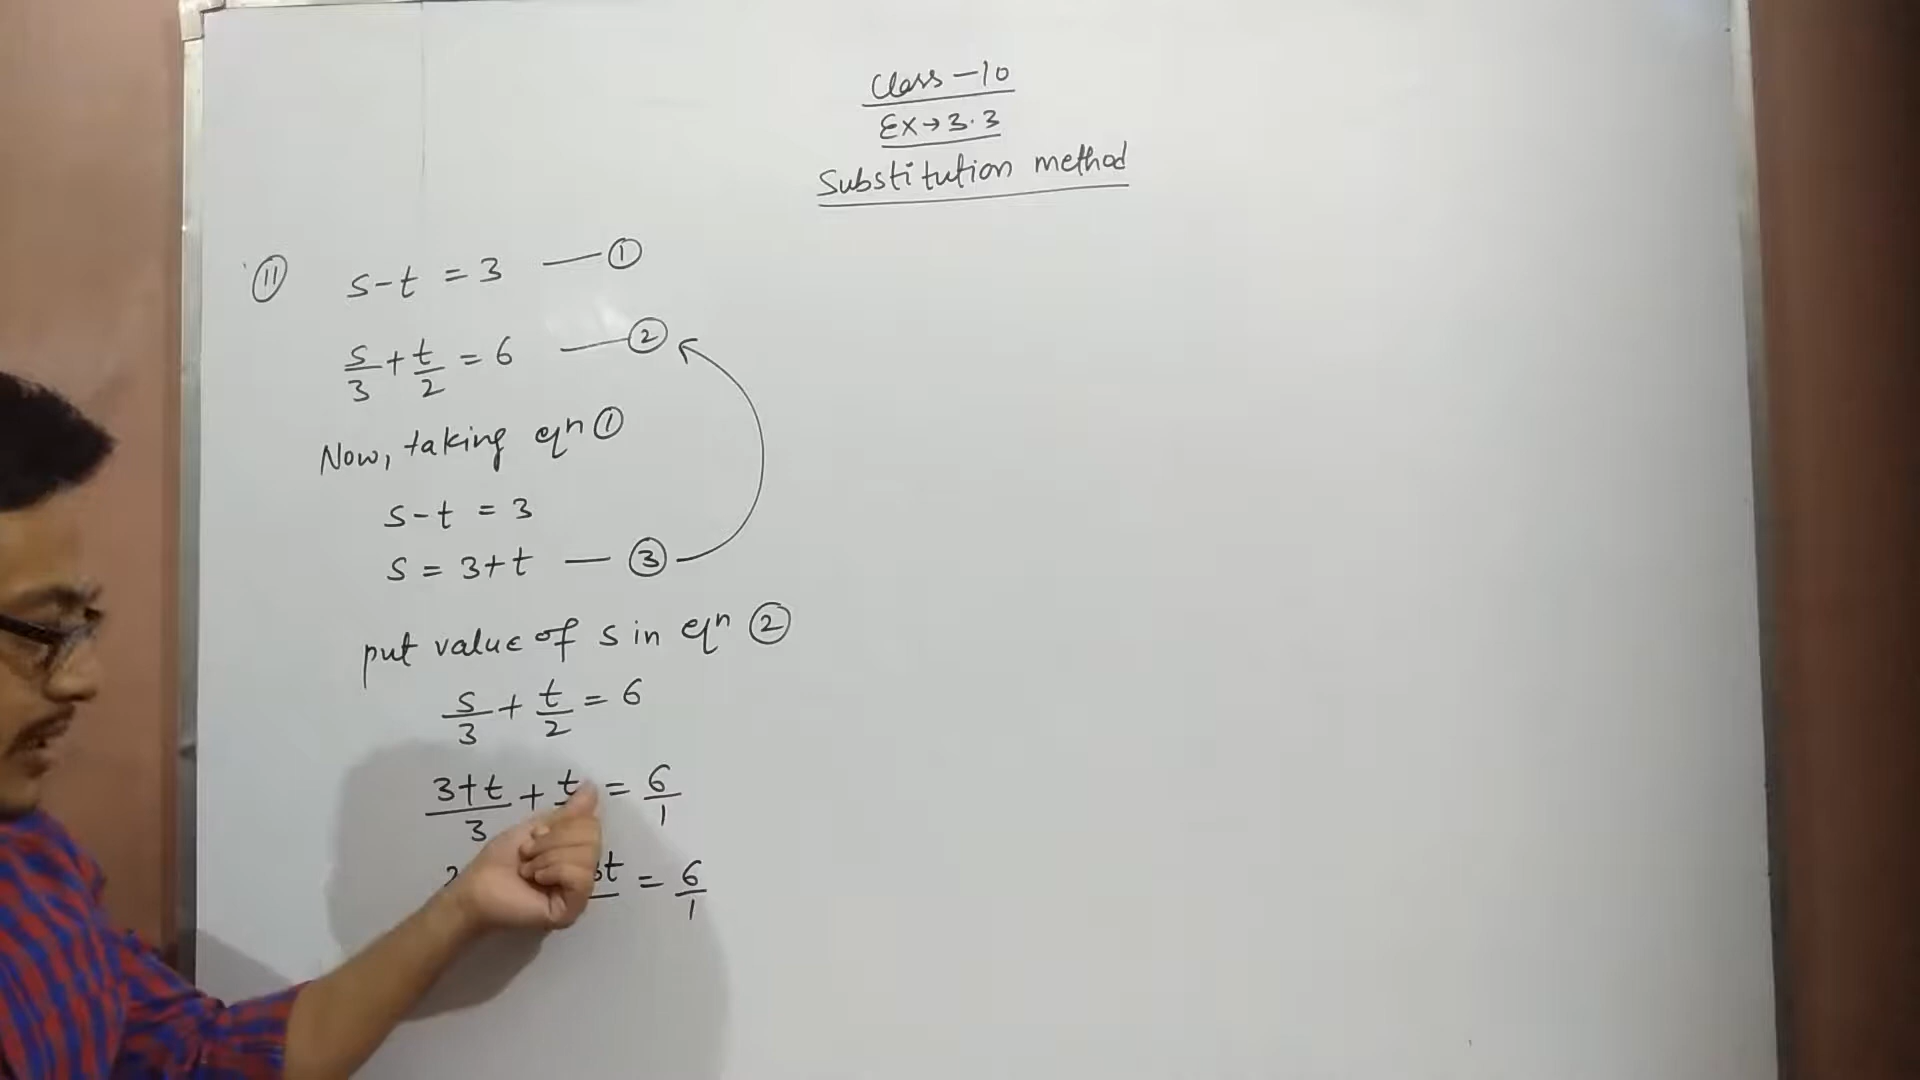 Class - 10
Ex → 3.3
Substitution method
(11) s - t = 3 — (1)
s/3 + t/2 = 6 — (2)
Now, taking eqn (1)
s - t = 3
s = 3 + t — (3)
put value of s in eqn (2)
s/3 + t/2 = 6
3+t/3 + t = 6/1
t = 6/1